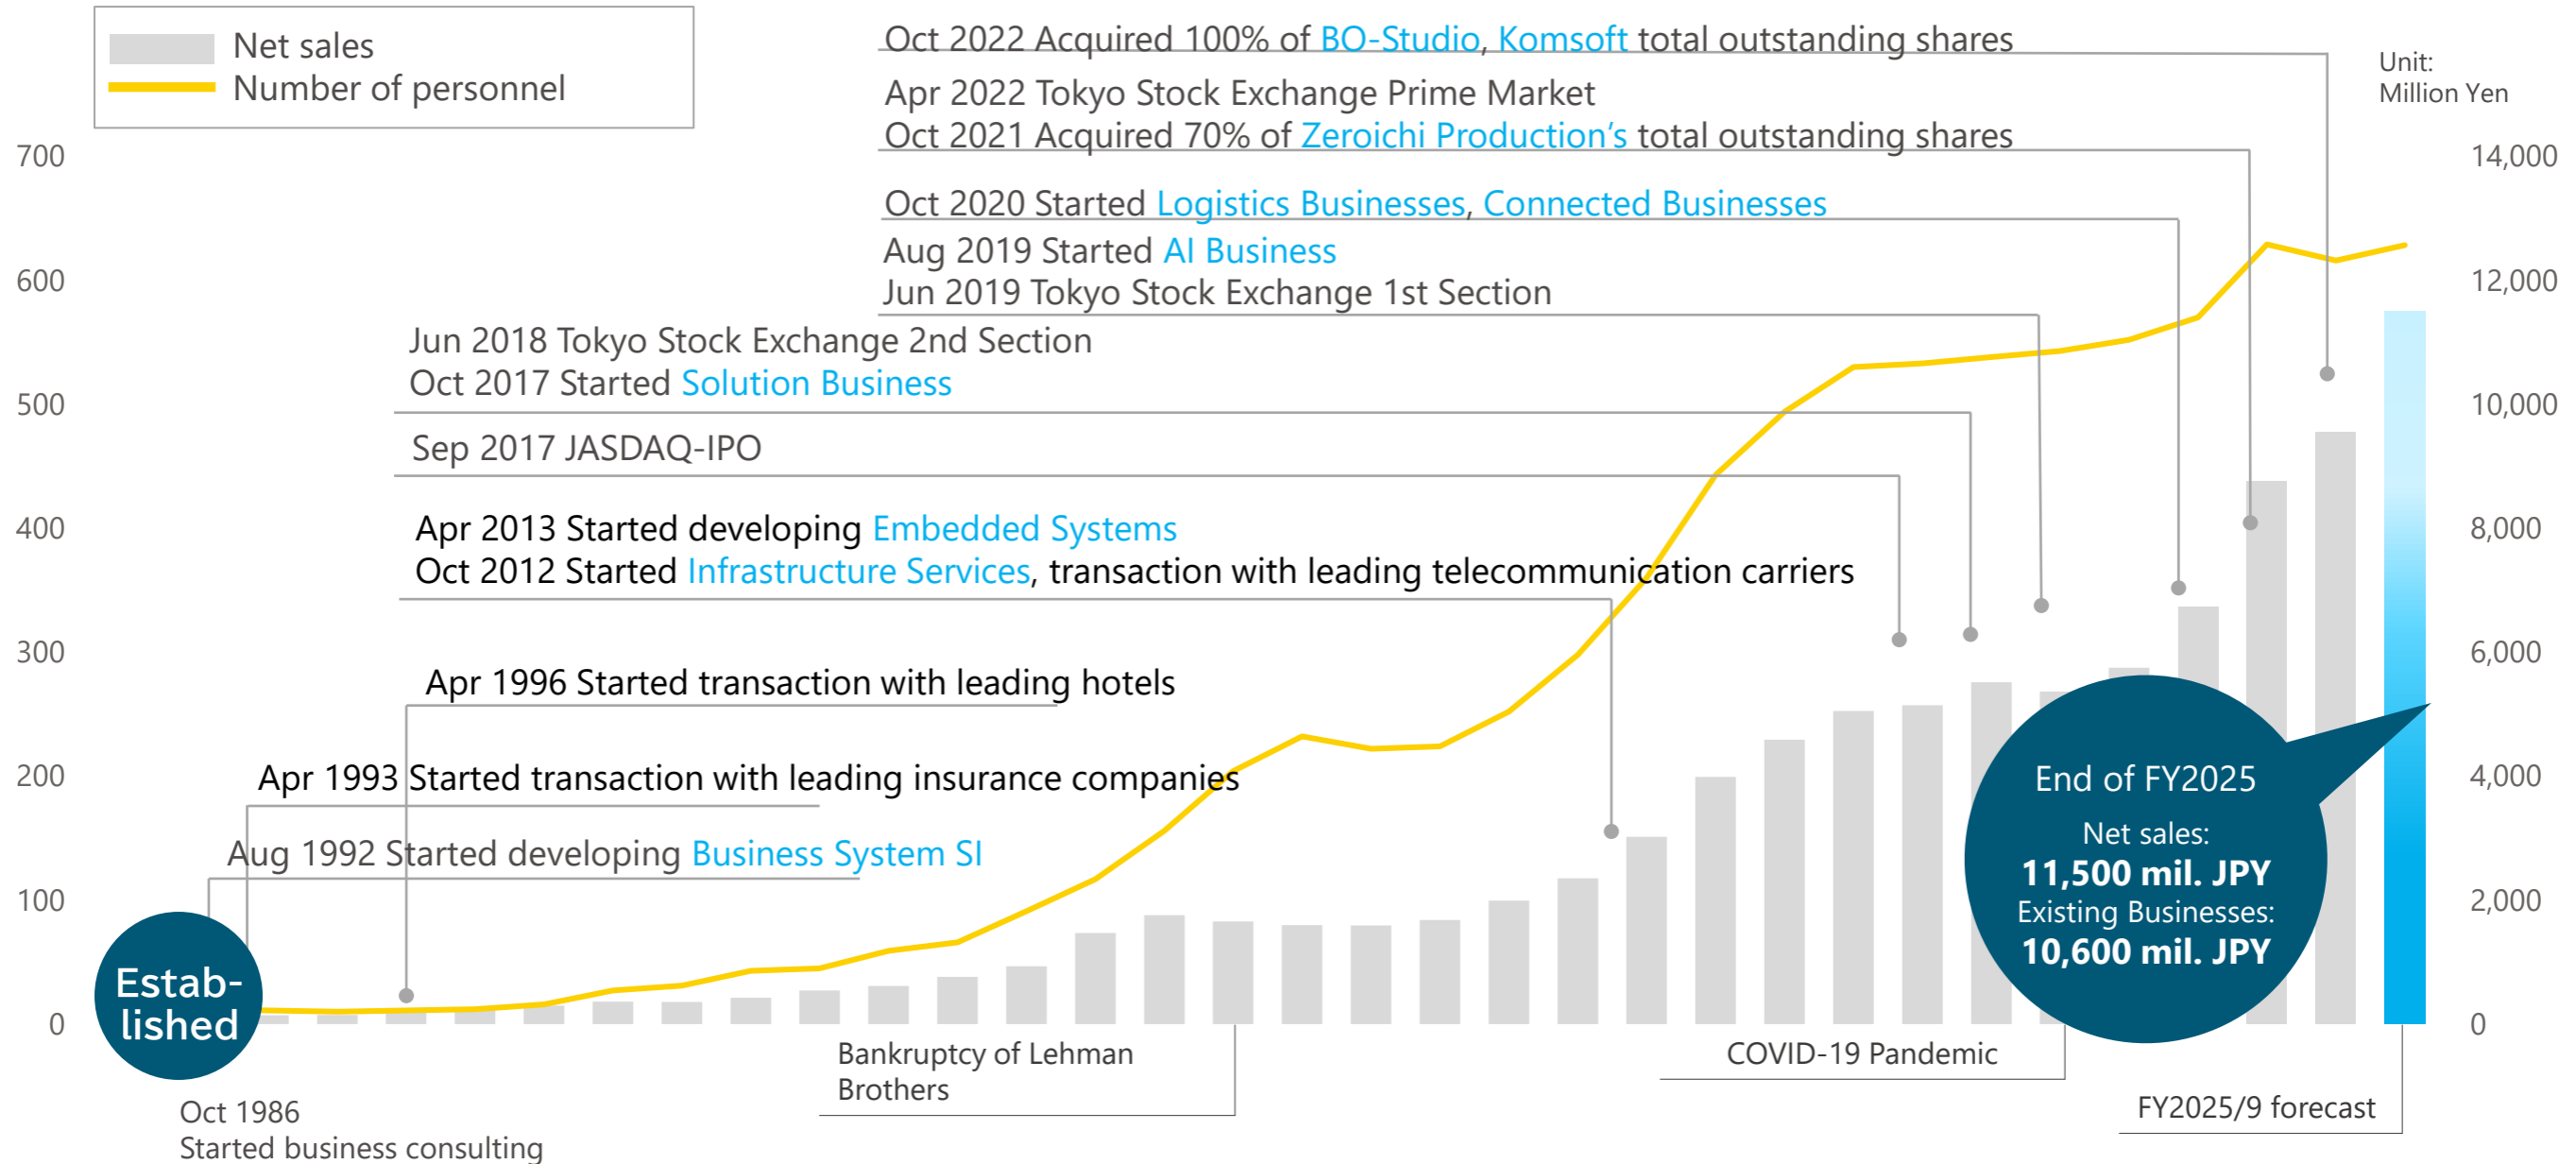 Net sales
Number of personnel
Oct 2022 Acquired 100% of BO-Studio, Komsoft total outstanding shares
Unit:
Million Yen
Apr 2022 Tokyo Stock Exchange Prime Market
Oct 2021 Acquired 70% of Zeroichi Production's total outstanding shares
Oct 2020 Started Logistics Businesses, Connected Businesses
Aug 2019 Started AI Business
Jun 2019 Tokyo Stock Exchange 1st Section
Jun 2018 Tokyo Stock Exchange 2nd Section
Oct 2017 Started Solution Business
Sep 2017 JASDAQ-IPO
Apr 2013 Started developing Embedded Systems
Oct 2012 Started Infrastructure Services, transaction with leading telecommunication carriers
Apr 1996 Started transaction with leading hotels
Apr 1993 Started transaction with leading insurance companies
Aug 1992 Started developing Business System SI
700
600
500
400
300
200
100
0
14,000
12,000
10,000
8,000
6,000
4,000
2,000
0
Estab-
lished
End of FY2025
Net sales:
11,500 mil. JPY
Existing Businesses:
10,600 mil. JPY
Oct 1986
Started business consulting
Bankruptcy of Lehman
Brothers
COVID-19 Pandemic
FY2025/9 forecast